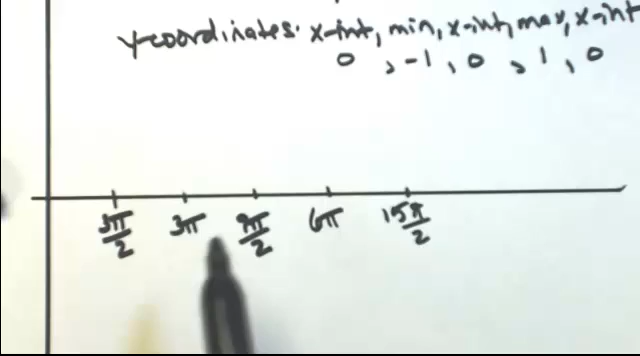 y-coordinates: x-int, min, x-int, max, x-int
0 , -1 , 0 , 1 , 0
3π/2 3π 9π/2 6π 15π/2